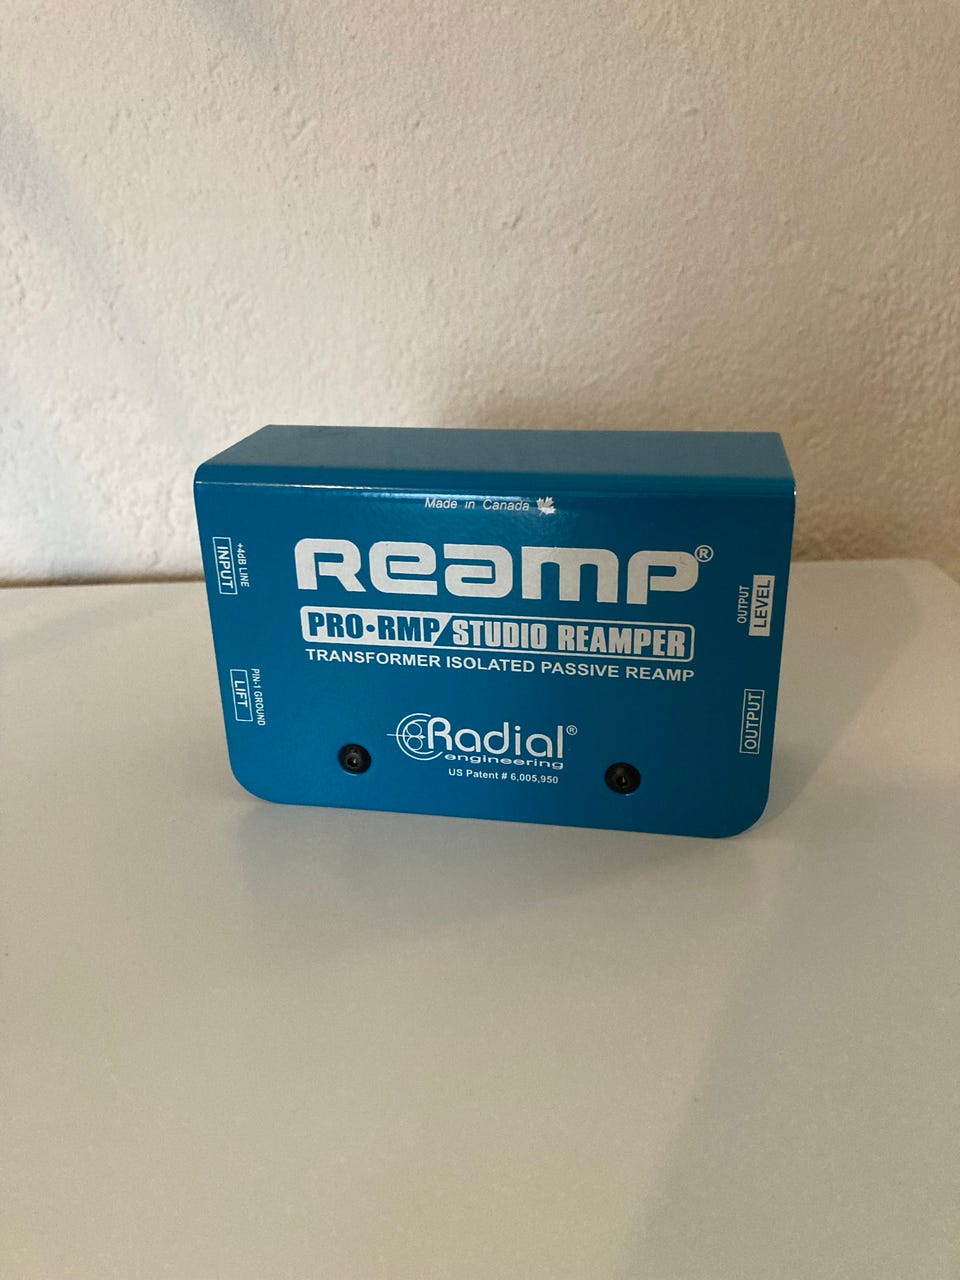 Made in Canada
REAMP®
PRO•RMP/STUDIO REAMPER
TRANSFORMER ISOLATED PASSIVE REAMP
Radial®
engineering
US Patent # 6,005,950
+4dB LINE
INPUT
PIN-1 GROUND
LIFT
OUTPUT
LEVEL
OUTPUT